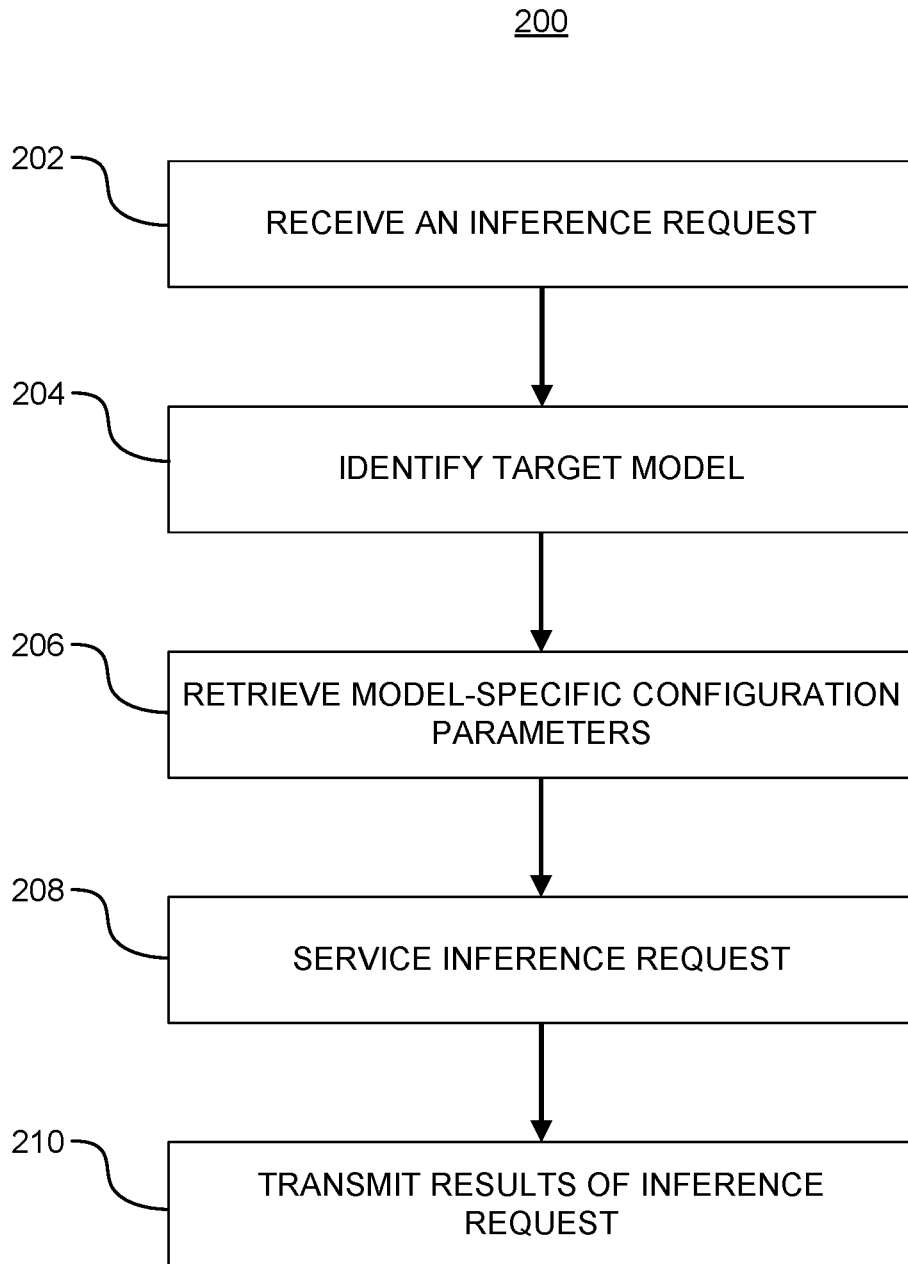 200
202
RECEIVE AN INFERENCE REQUEST
204
IDENTIFY TARGET MODEL
206
RETRIEVE MODEL-SPECIFIC CONFIGURATION
PARAMETERS
208
SERVICE INFERENCE REQUEST
210
TRANSMIT RESULTS OF INFERENCE
REQUEST